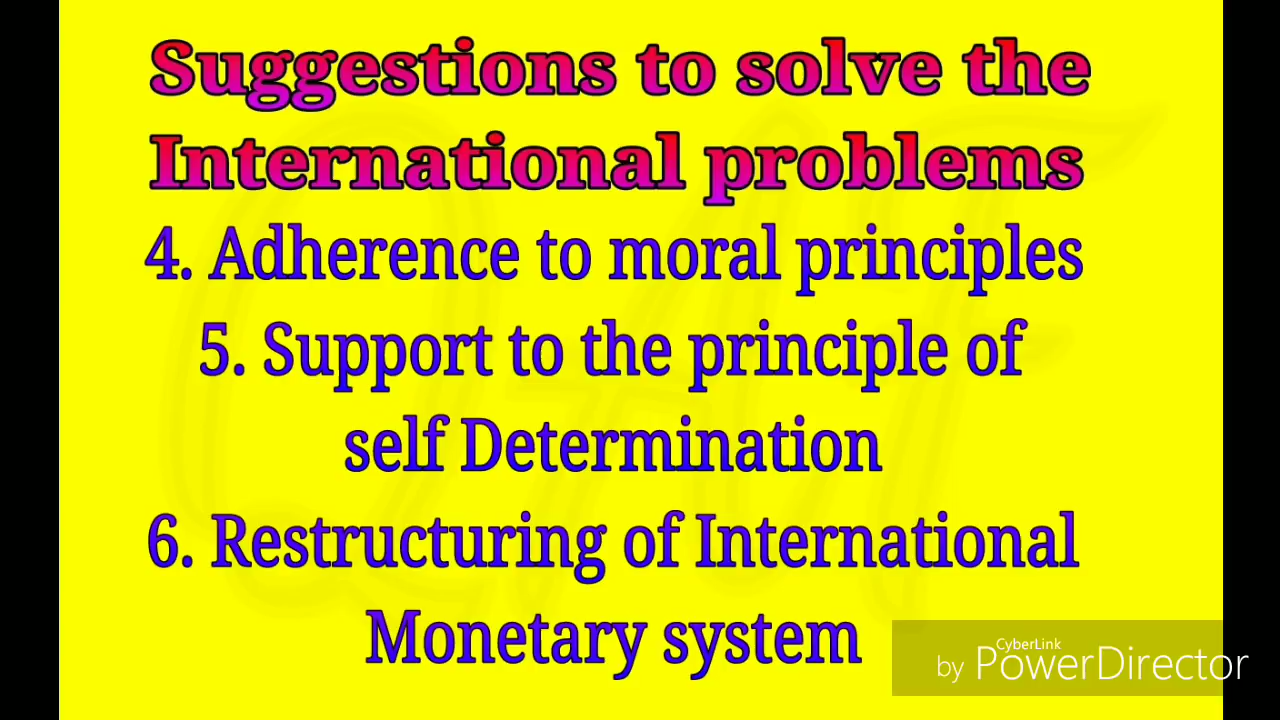 Suggestions to solve the
International problems
4. Adherence to moral principles
5. Support to the principle of
self Determination
6. Restructuring of International
Monetary system
CyberLink
by PowerDirector